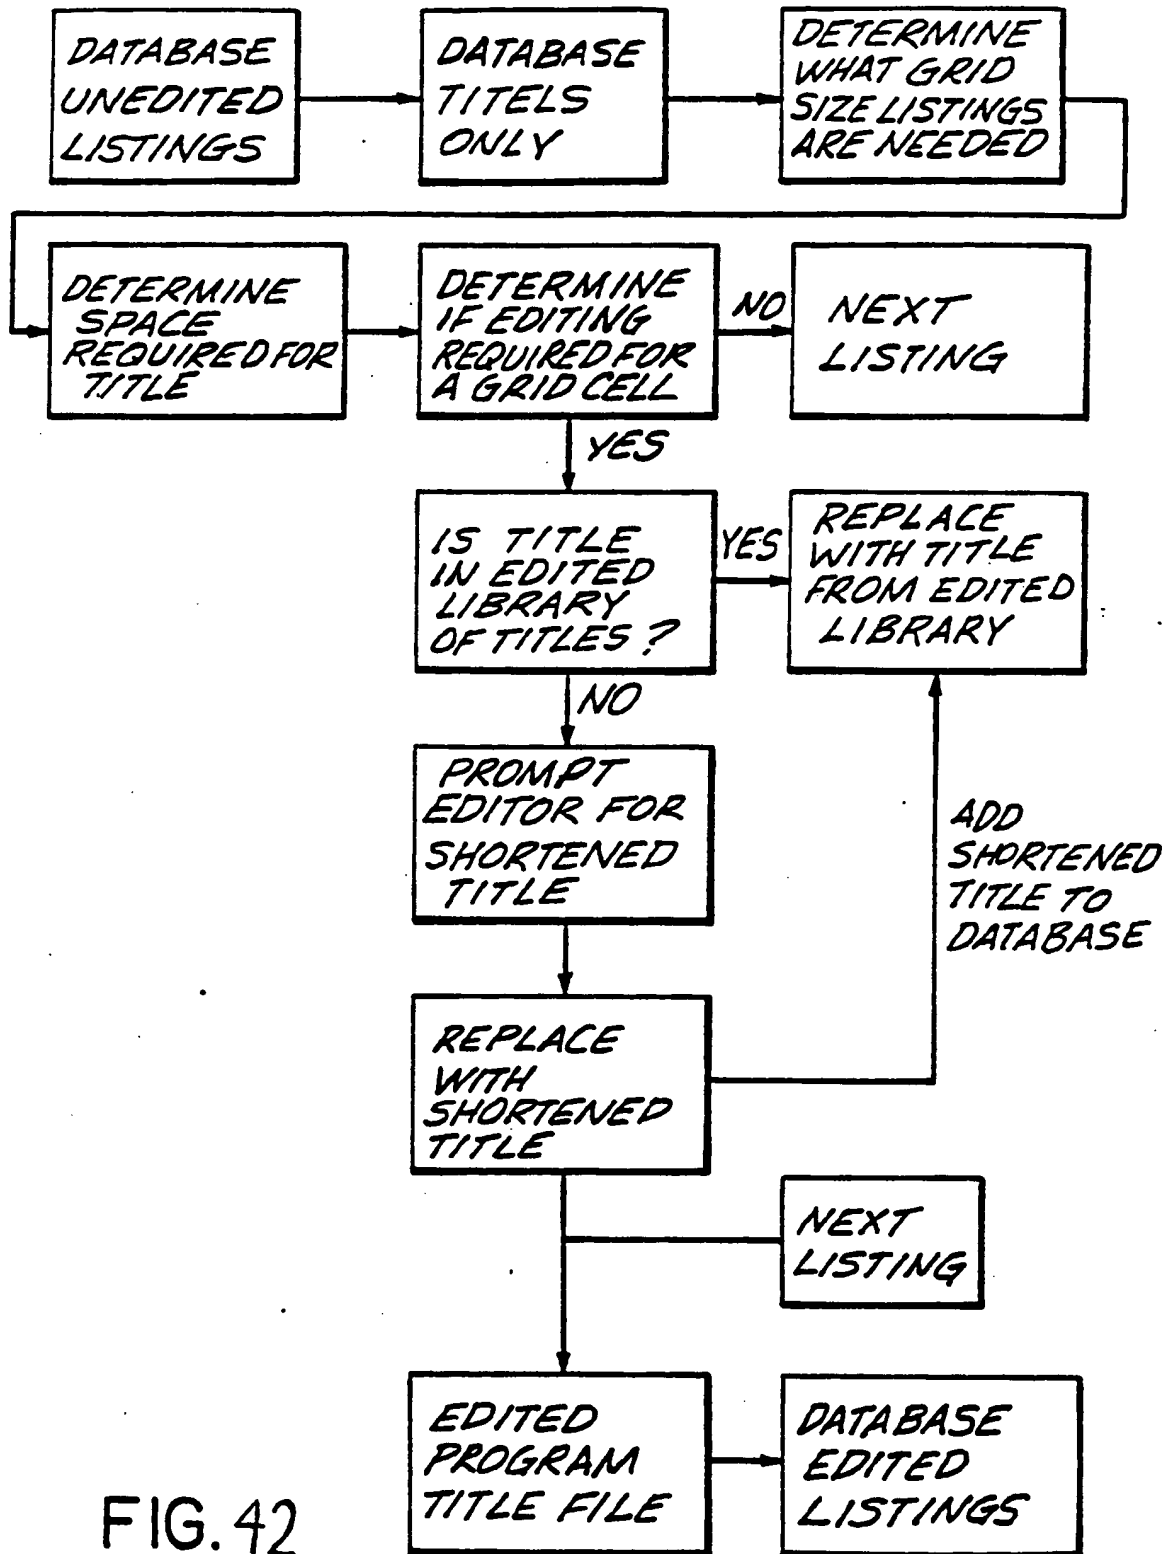 DATABASE
UNEDITED
LISTINGS
DATABASE
TITELS
ONLY
DETERMINE
WHAT GRID
SIZE LISTINGS
ARE NEEDED
DETERMINE
SPACE
REQUIRED FOR
TITLE
DETERMINE
IF EDITING
REQUIRED FOR
A GRID CELL
NO
NEXT
LISTING
YES
IS TITLE
IN EDITED
LIBRARY
OF TITLES?
YES
REPLACE
WITH TITLE
FROM EDITED
LIBRARY
NO
PROMPT
EDITOR FOR
SHORTENED
TITLE
ADD
SHORTENED
TITLE TO
DATABASE
REPLACE
WITH
SHORTENED
TITLE
NEXT
LISTING
EDITED
PROGRAM
TITLE FILE
DATABASE
EDITED
LISTINGS
FIG. 42